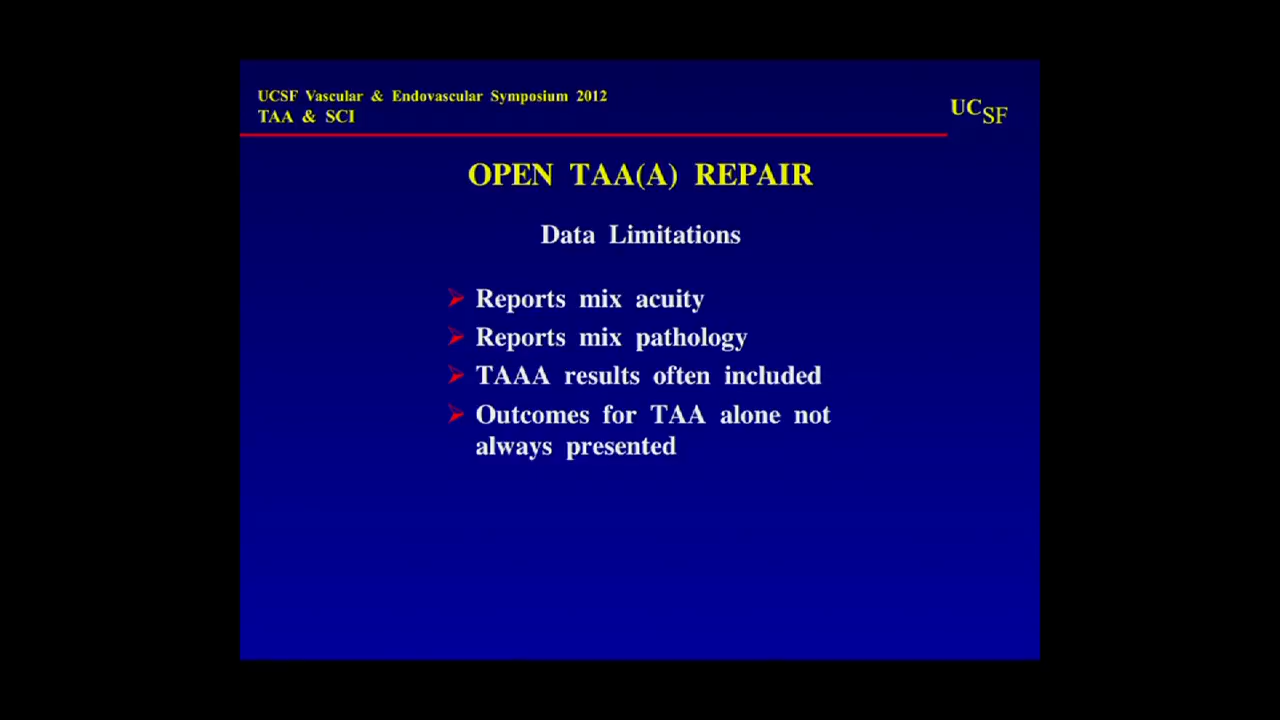 UCSF Vascular & Endovascular Symposium 2012
TAA & SCI
UCSF
OPEN TAA(A) REPAIR
Data Limitations
Reports mix acuity
Reports mix pathology
TAAA results often included
Outcomes for TAA alone not
always presented